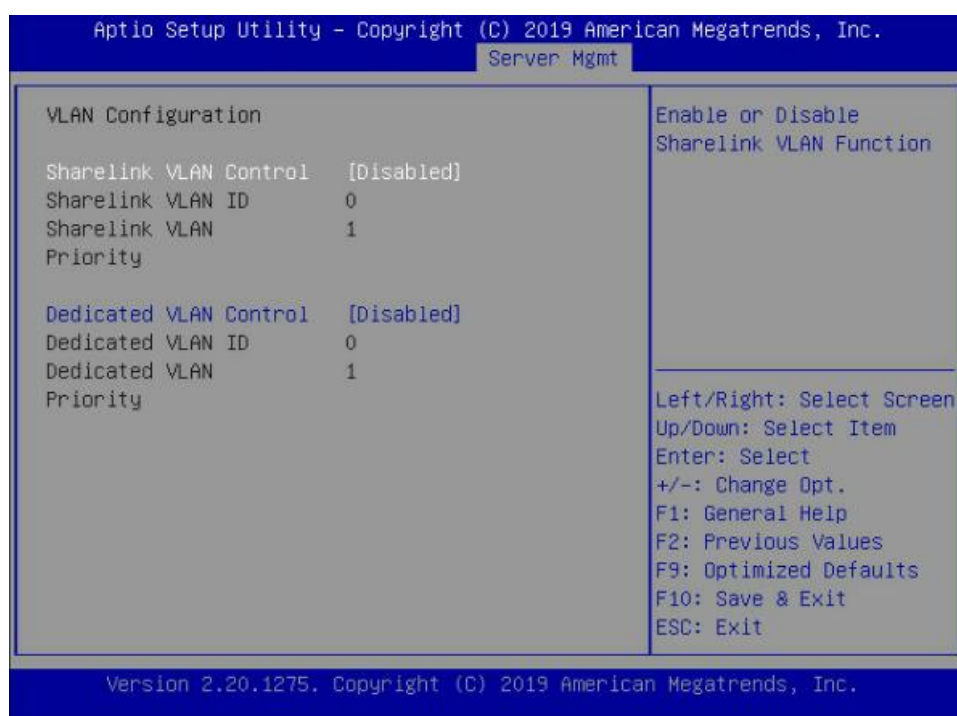 Aptio Setup Utility – Copyright (C) 2019 American Megatrends, Inc.
Server Mgmt
VLAN Configuration
Sharelink VLAN Control [Disabled]
Sharelink VLAN ID 0
Sharelink VLAN 1
Priority
Dedicated VLAN Control [Disabled]
Dedicated VLAN ID 0
Dedicated VLAN 1
Priority
Enable or Disable
Sharelink VLAN Function
Left/Right: Select Screen
Up/Down: Select Item
Enter: Select
+/-: Change Opt.
F1: General Help
F2: Previous Values
F9: Optimized Defaults
F10: Save & Exit
ESC: Exit
Version 2.20.1275. Copyright (C) 2019 American Megatrends, Inc.